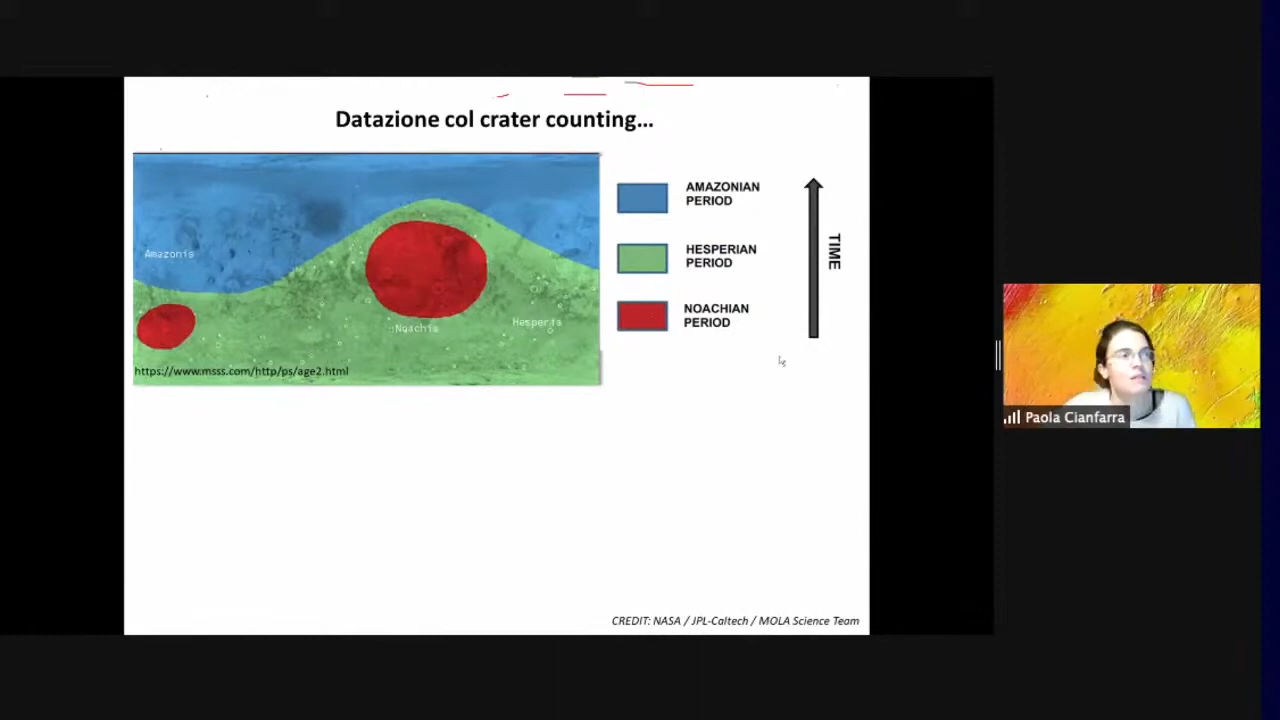 Datazione col crater counting...
Amazonis
Noachis
Hesperis
https://www.msss.com/http/ps/age2.html
AMAZONIAN
PERIOD
HESPERIAN
PERIOD
NOACHIAN
PERIOD
TIME
Paola Cianfarra
CREDIT: NASA / JPL-Caltech / MOLA Science Team